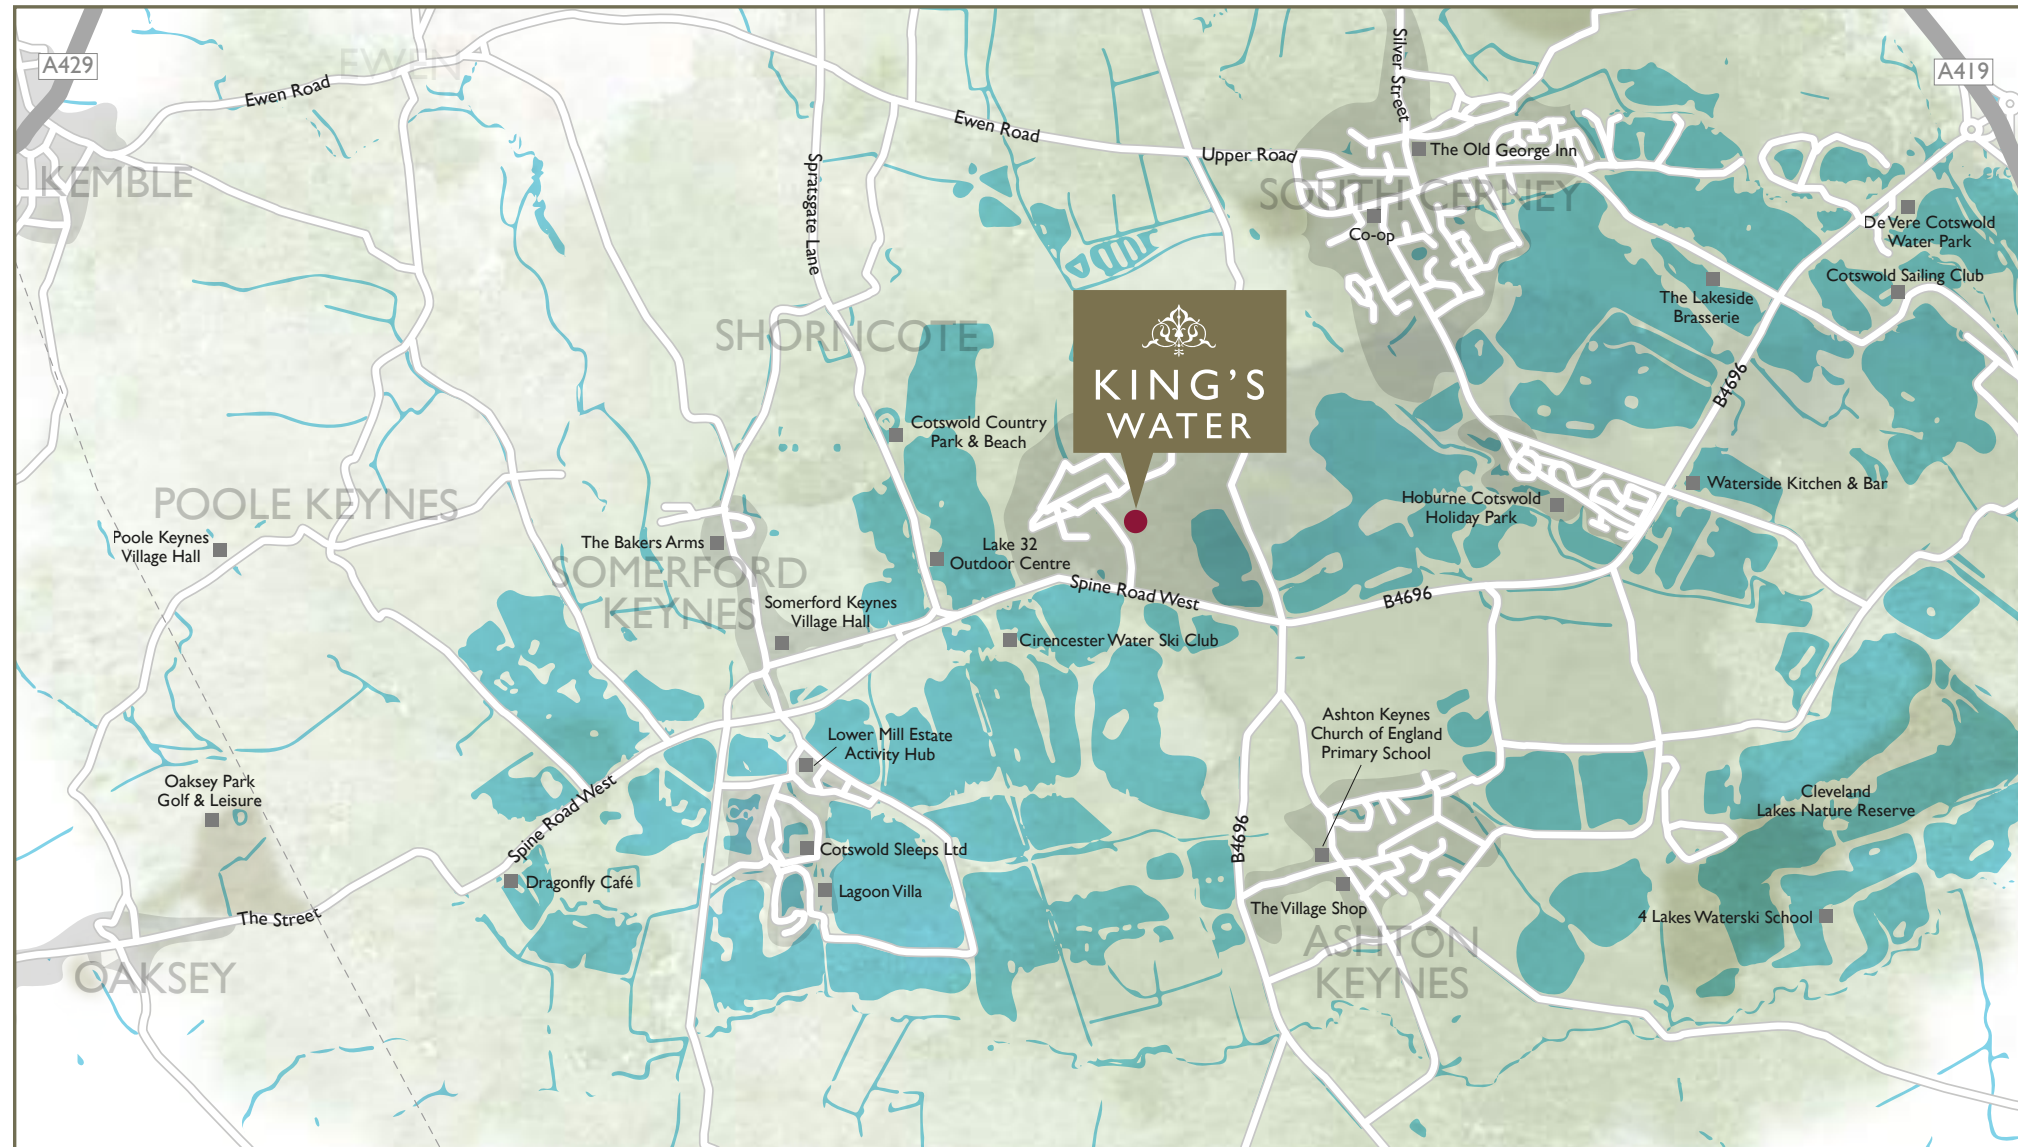 A429
EWEN
Ewen Road
KEMBLE
Spratsgate Lane
Ewen Road
Upper Road
Silver Street
A419
The Old George Inn
SOUTH CERNEY
Co-op
De Vere Cotswold
Water Park
Cotswold Sailing Club
The Lakeside
Brasserie
B4696
SHORNCOTE
KING'S
WATER
Cotswold Country
Park & Beach
POOLE KEYNES
Poole Keynes
Village Hall
The Bakers Arms
SOMERFORD
KEYNES
Somerford Keynes
Village Hall
Lake 32
Outdoor Centre
Spine Road West
Cirencester Water Ski Club
B4696
Hoburne Cotswold
Holiday Park
Waterside Kitchen & Bar
Lower Mill Estate
Activity Hub
Ashton Keynes
Church of England
Primary School
Oaksey Park
Golf & Leisure
Spine Road West
Co
Cotswold Sleeps Ltd
Dragonfly Café
Lagoon Villa
B4696
Cleveland
Lakes Nature Reserve
The Village Shop
4 Lakes Waterski School
The Street
OAKSEY
ASHTON
KEYNES